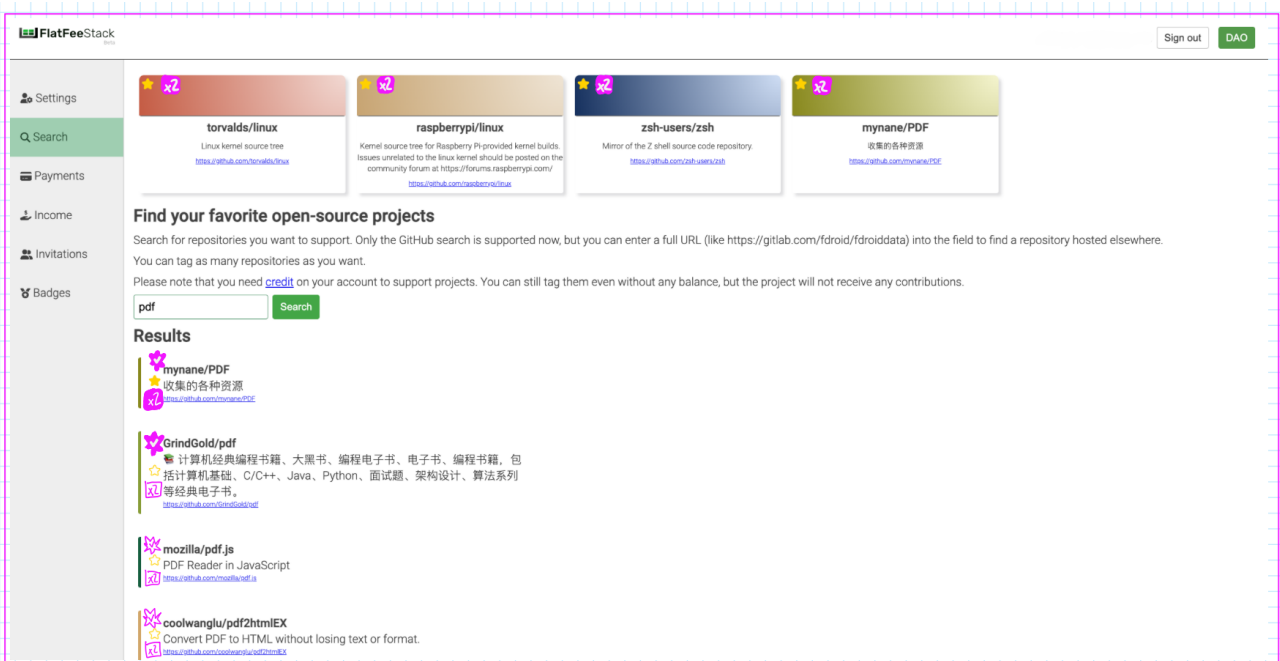 FlatFeeStack
Beta
Sign out
DAO
Settings
Search
Payments
Income
Invitations
Badges
x2
torvalds/linux
Linux kernel source tree
https://github.com/torvalds/linux
x2
raspberrypi/linux
Kernel source tree for Raspberry Pi-provided kernel builds.
Issues unrelated to the linux kernel should be posted on the
community forum at https://forums.raspberrypi.com/
https://github.com/raspberrypi/linux
x2
zsh-users/zsh
Mirror of the Z shell source code repository.
https://github.com/zsh-users/zsh
x2
mynane/PDF
收集的各种资源
https://github.com/mynane/PDF
Find your favorite open-source projects
Search for repositories you want to support. Only the GitHub search is supported now, but you can enter a full URL (like https://gitlab.com/fdroid/fdroiddata) into the field to find a repository hosted elsewhere.
You can tag as many repositories as you want.
Please note that you need credit on your account to support projects. You can still tag them even without any balance, but the project will not receive any contributions.
pdf
Search
Results
mynane/PDF
收集的各种资源
x2
https://github.com/mynane/PDF
GrindGold/pdf
计算机经典编程书籍、大黑书、编程电子书、电子书、编程书籍，包
括计算机基础、C/C++、Java、Python、面试题、架构设计、算法系列
x2
等经典电子书。
https://github.com/GrindGold/pdf
mozilla/pdf.js
PDF Reader in JavaScript
x2
https://github.com/mozilla/pdf.js
coolwanglu/pdf2htmlEX
Convert PDF to HTML without losing text or format.
x2
https://github.com/coolwanglu/pdf2htmlEX